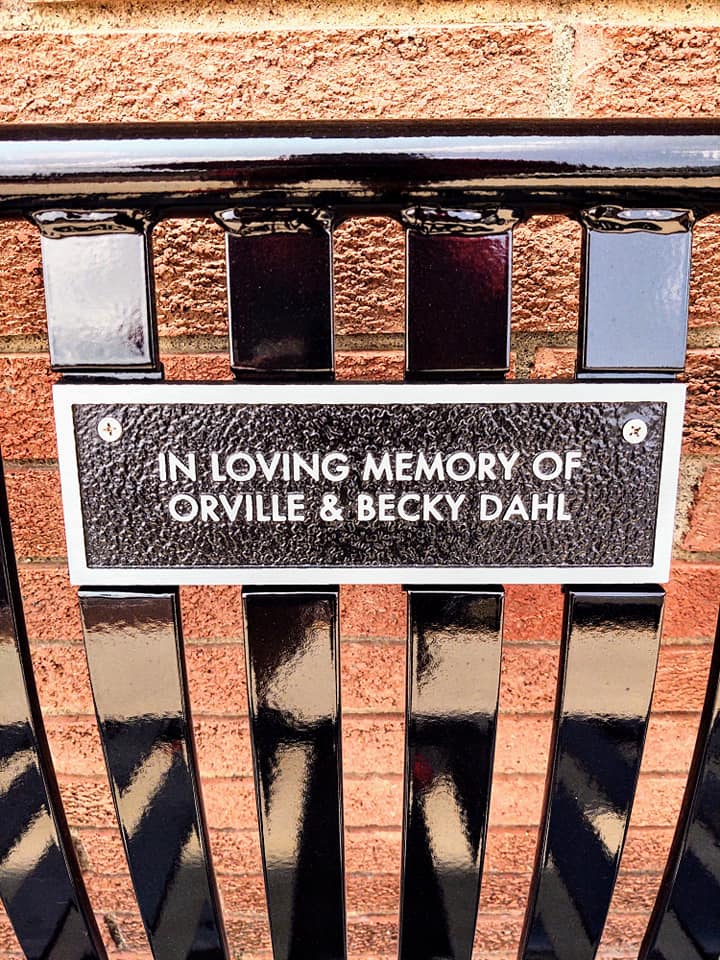 IN LOVING MEMORY OF
ORVILLE & BECKY DAHL